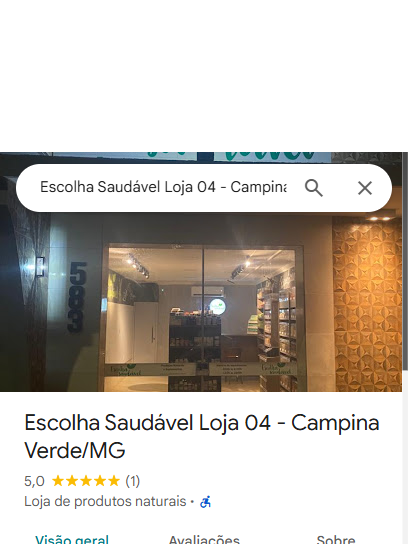 Escolha Saudável Loja 04 - Campina
585
Escolha Saudável Loja 04 - Campina
Verde/MG
5,0 ★★★★★ (1)
Loja de produtos naturais ·
Visão geral Avaliações Sobre